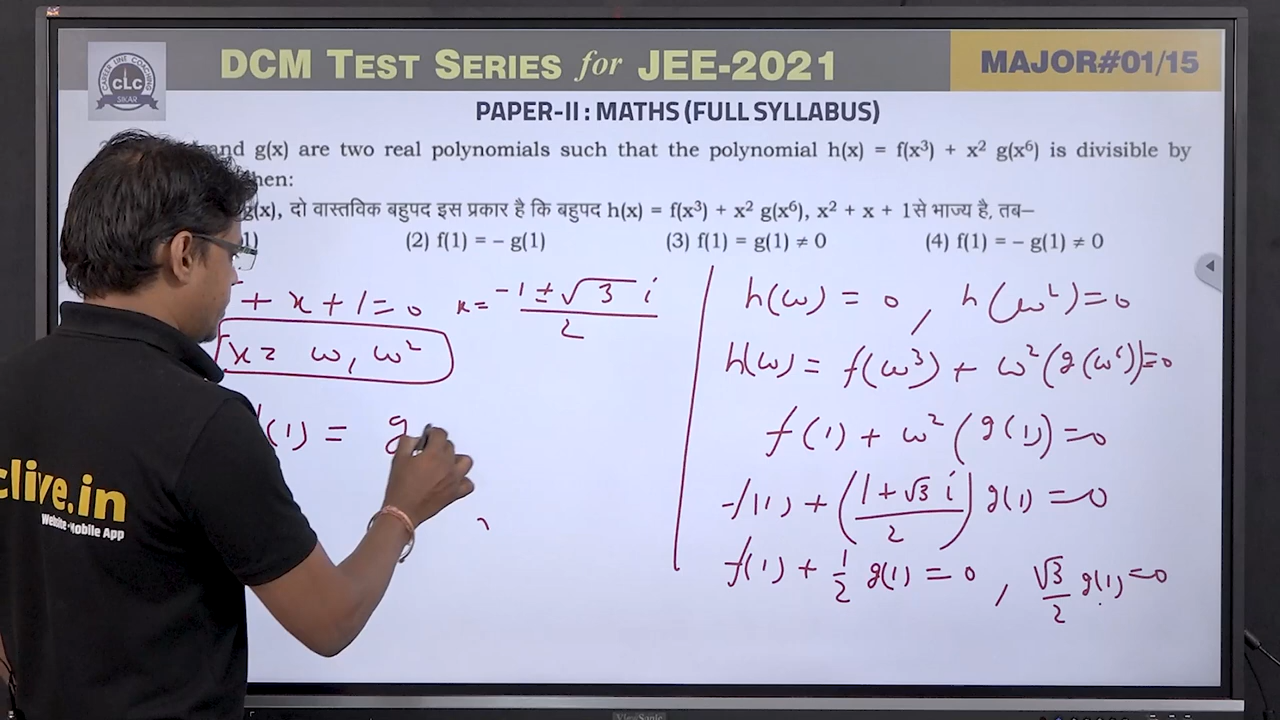 DCM TEST SERIES for JEE-2021
MAJOR#01/15
CAREER LINE COACHING
CLC
SIKAR
PAPER-II : MATHS (FULL SYLLABUS)
and g(x) are two real polynomials such that the polynomial h(x) = f(x³) + x² g(x⁶) is divisible by
hen:
g(x), दो वास्तविक बहुपद इस प्रकार है कि बहुपद h(x) = f(x³) + x² g(x⁶), x² + x + 1से भाज्य है, तब–
1) (2) f(1) = – g(1) (3) f(1) = g(1) ≠ 0 (4) f(1) = – g(1) ≠ 0
+ x + 1 = 0 x = (-1 ± √3 i)/2
x = ω, ω²
(1) = g
h(ω) = 0 , h(ω²) = 0
h(ω) = f(ω³) + ω² (g(ω⁶)) = 0
f(1) + ω² (g(1)) = 0
f(1) + ((1 + √3 i)/2) g(1) = 0
f(1) + 1/2 g(1) = 0 , √3/2 g(1) = 0
clive.in
Website • Mobile App
ViewSonic